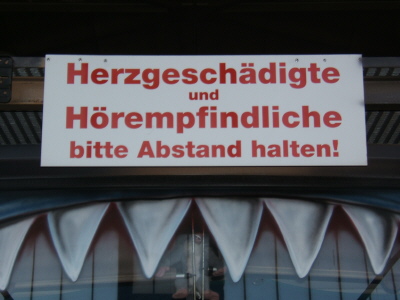 Herzgeschädigte
und
Hörempfindliche
bitte Abstand halten!